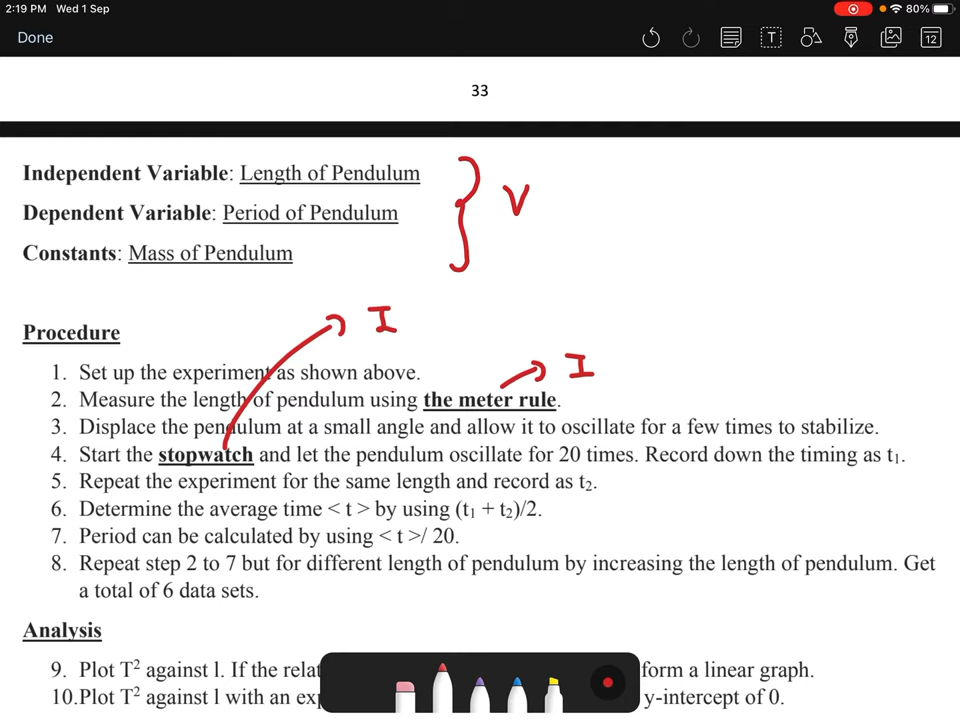 2:19 PM Wed 1 Sep
80%
Done
T
12
33
Independent Variable: Length of Pendulum
Dependent Variable: Period of Pendulum
V
Constants: Mass of Pendulum
I
Procedure
1. Set up the experiment as shown above.
I
2. Measure the length of pendulum using the meter rule.
3. Displace the pendulum at a small angle and allow it to oscillate for a few times to stabilize.
4. Start the stopwatch and let the pendulum oscillate for 20 times. Record down the timing as t₁.
5. Repeat the experiment for the same length and record as t₂.
6. Determine the average time < t > by using (t₁ + t₂)/2.
7. Period can be calculated by using < t >/ 20.
8. Repeat step 2 to 7 but for different length of pendulum by increasing the length of pendulum. Get
a total of 6 data sets.
Analysis
9. Plot T² against l. If the form a linear graph.
10.Plot T² against l with an y-intercept of 0.